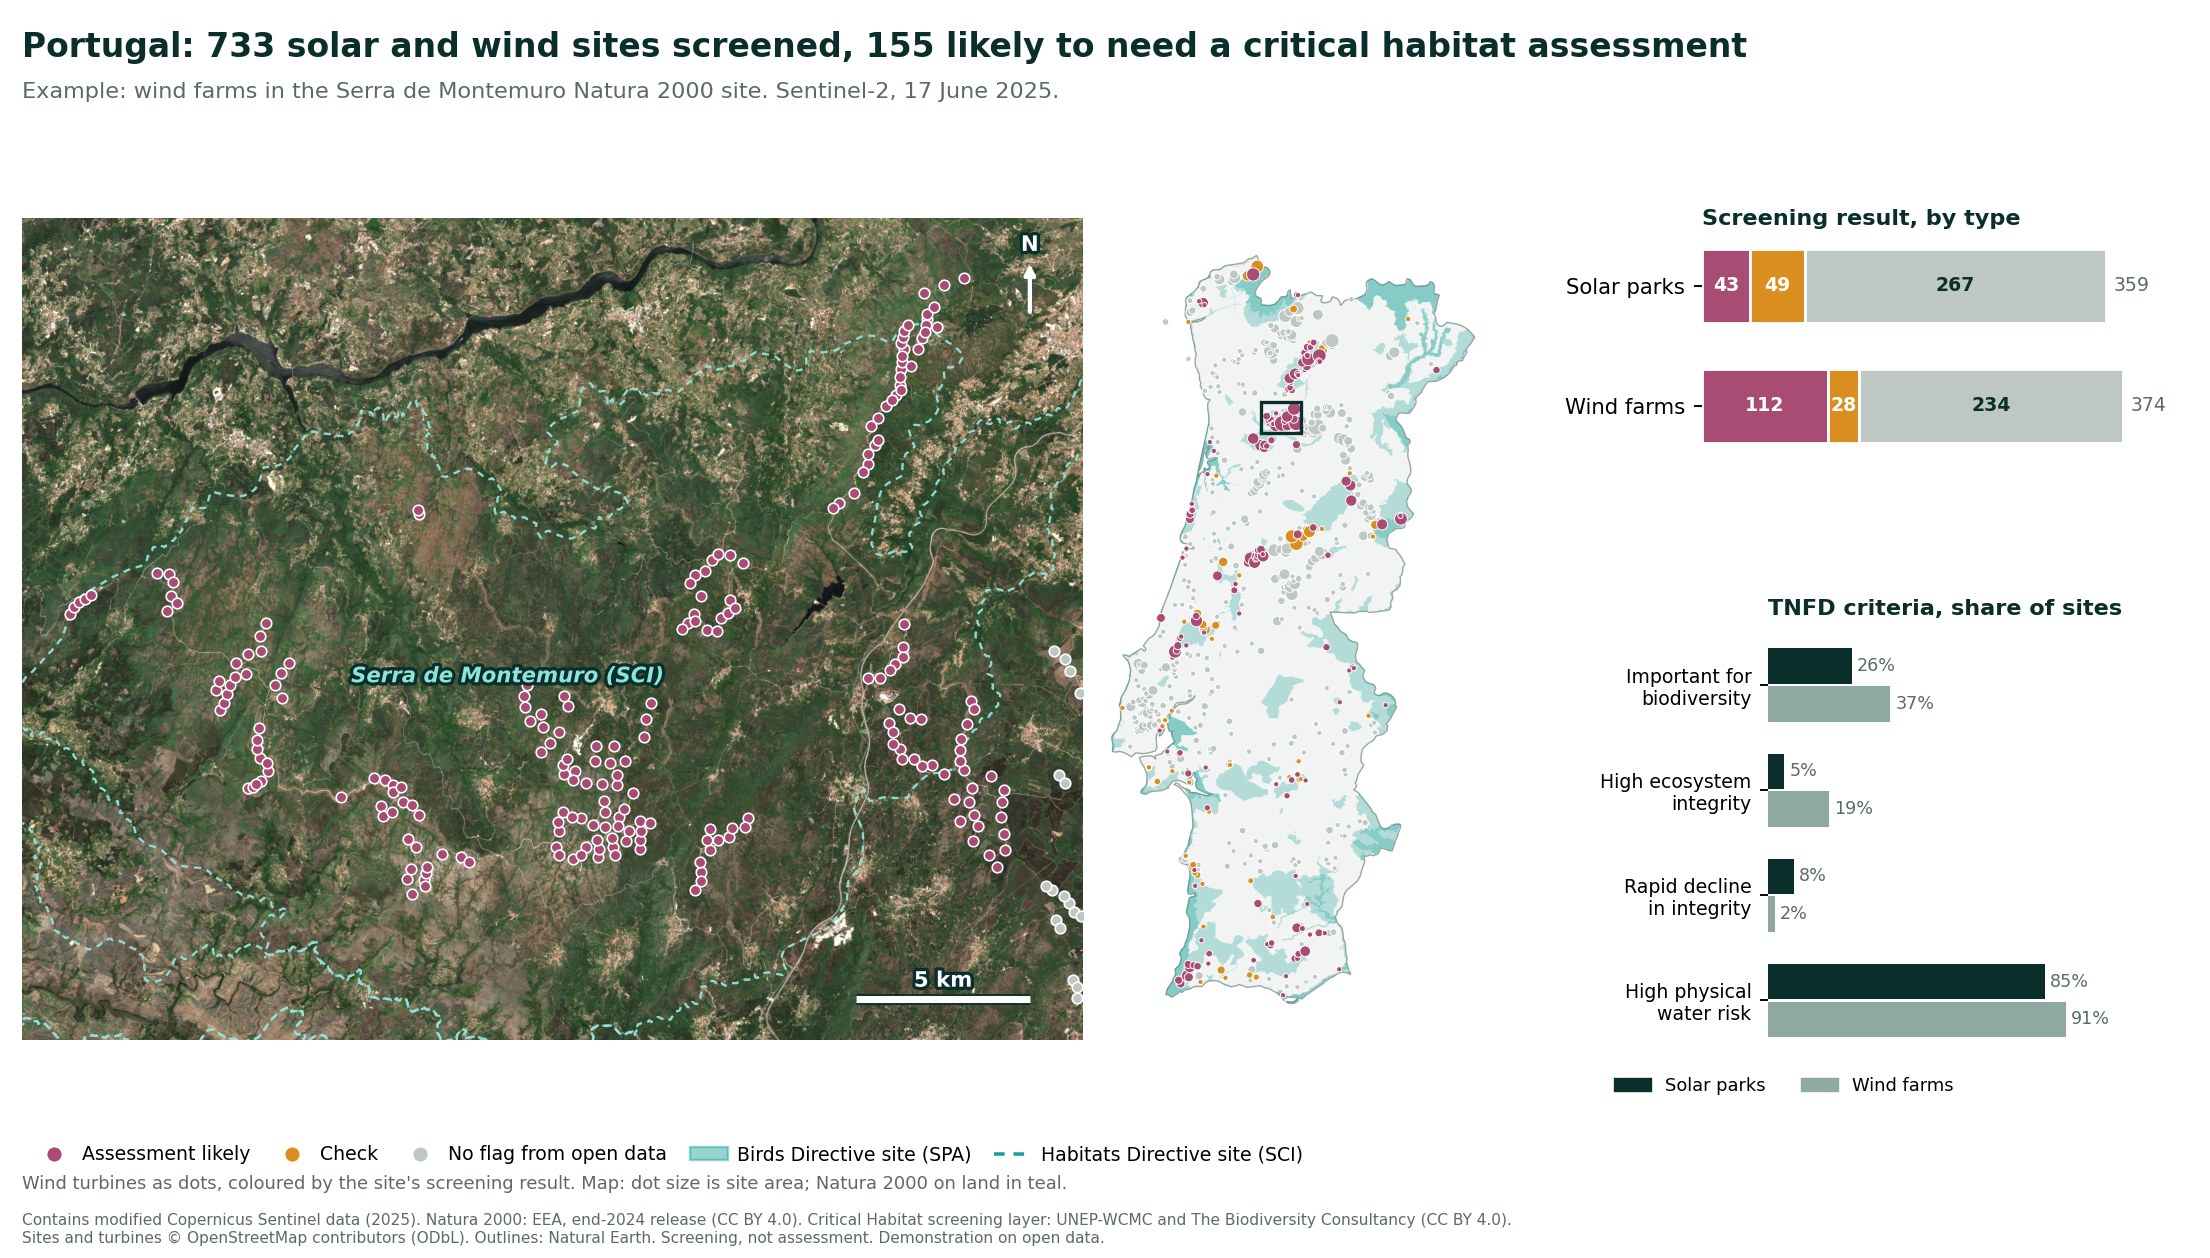 Portugal: 733 solar and wind sites screened, 155 likely to need a critical habitat assessment
Example: wind farms in the Serra de Montemuro Natura 2000 site. Sentinel-2, 17 June 2025.
N
Serra de Montemuro (SCI)
5 km
Screening result, by type
Solar parks 43 49 267 359
Wind farms 112 28 234 374
TNFD criteria, share of sites
Important for
biodiversity
26%
37%
High ecosystem
integrity
5%
19%
Rapid decline
in integrity
8%
2%
High physical
water risk
85%
91%
Solar parks Wind farms
Assessment likely Check No flag from open data Birds Directive site (SPA) Habitats Directive site (SCI)
Wind turbines as dots, coloured by the site's screening result. Map: dot size is site area; Natura 2000 on land in teal.
Contains modified Copernicus Sentinel data (2025). Natura 2000: EEA, end-2024 release (CC BY 4.0). Critical Habitat screening layer: UNEP-WCMC and The Biodiversity Consultancy (CC BY 4.0).
Sites and turbines © OpenStreetMap contributors (ODbL). Outlines: Natural Earth. Screening, not assessment. Demonstration on open data.